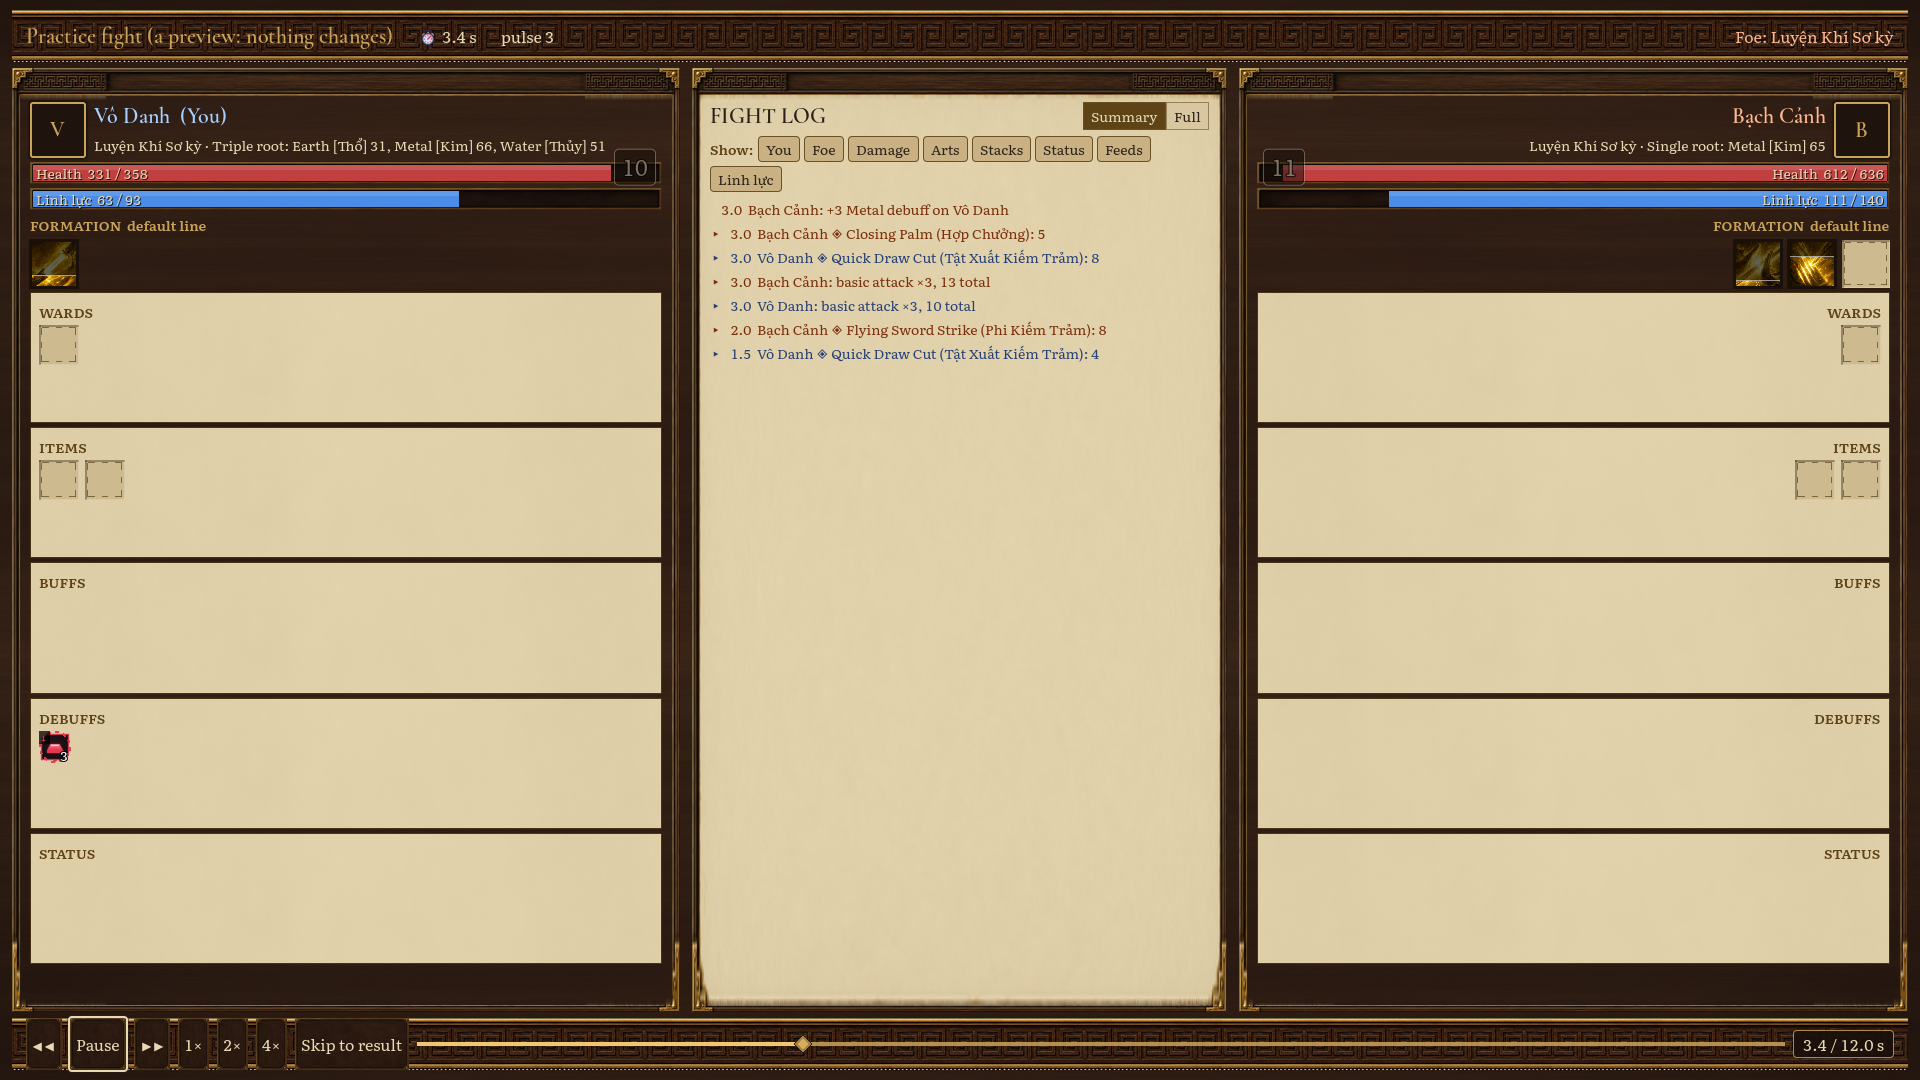 Practice fight (a preview: nothing changes) 3.4 s pulse 3
Foe: Luyện Khí Sơ kỳ
V
Vô Danh (You)
Luyện Khí Sơ kỳ · Triple root: Earth [Thổ] 31, Metal [Kim] 66, Water [Thủy] 51
10
Health 331 / 358
Linh lực 63 / 93
FORMATION default line
WARDS
ITEMS
BUFFS
DEBUFFS
3
STATUS
FIGHT LOG
Summary Full
Show: You Foe Damage Arts Stacks Status Feeds
Linh lực
3.0 Bạch Cảnh: +3 Metal debuff on Vô Danh
▸ 3.0 Bạch Cảnh ◈ Closing Palm (Hợp Chưởng): 5
▸ 3.0 Vô Danh ◈ Quick Draw Cut (Tật Xuất Kiếm Trảm): 8
▸ 3.0 Bạch Cảnh: basic attack ×3, 13 total
▸ 3.0 Vô Danh: basic attack ×3, 10 total
▸ 2.0 Bạch Cảnh ◈ Flying Sword Strike (Phi Kiếm Trảm): 8
▸ 1.5 Vô Danh ◈ Quick Draw Cut (Tật Xuất Kiếm Trảm): 4
Bạch Cảnh
B
Luyện Khí Sơ kỳ · Single root: Metal [Kim] 65
11
Health 612 / 636
Linh lực 111 / 140
FORMATION default line
WARDS
ITEMS
BUFFS
DEBUFFS
STATUS
◂◂ Pause ▸▸ 1× 2× 4× Skip to result
3.4 / 12.0 s